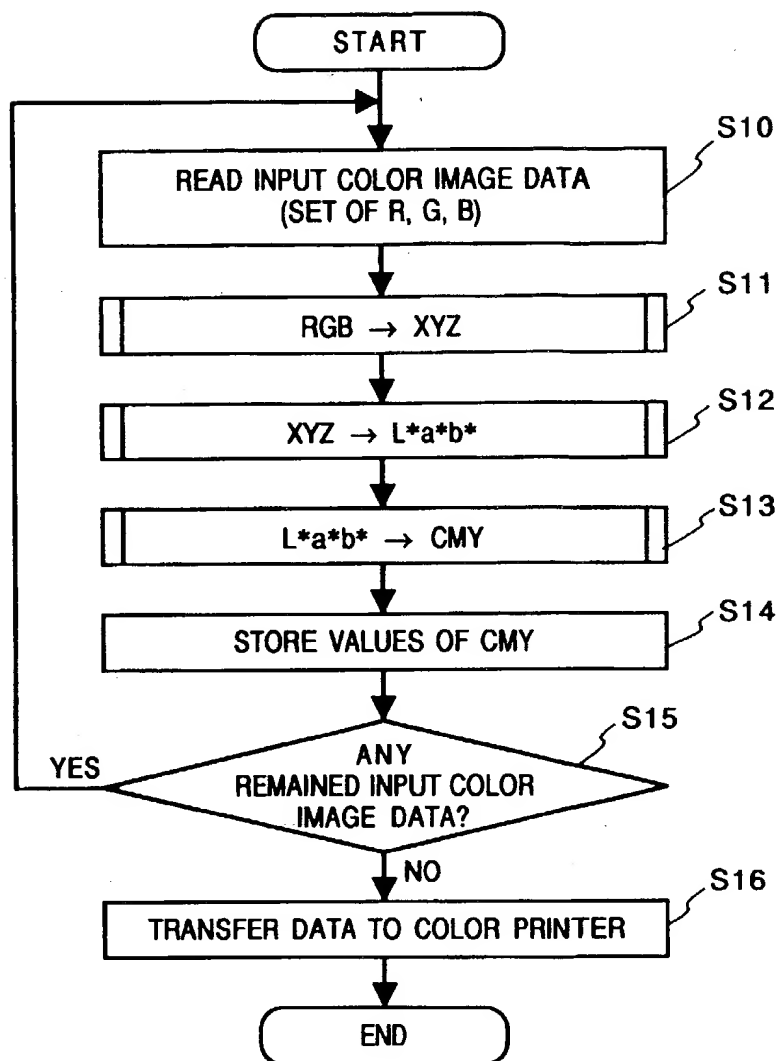 START
S10
READ INPUT COLOR IMAGE DATA
(SET OF R, G, B)
S11
RGB → XYZ
S12
XYZ → L*a*b*
S13
L*a*b* → CMY
S14
STORE VALUES OF CMY
S15
YES
ANY
REMAINED INPUT COLOR
IMAGE DATA?
NO
S16
TRANSFER DATA TO COLOR PRINTER
END